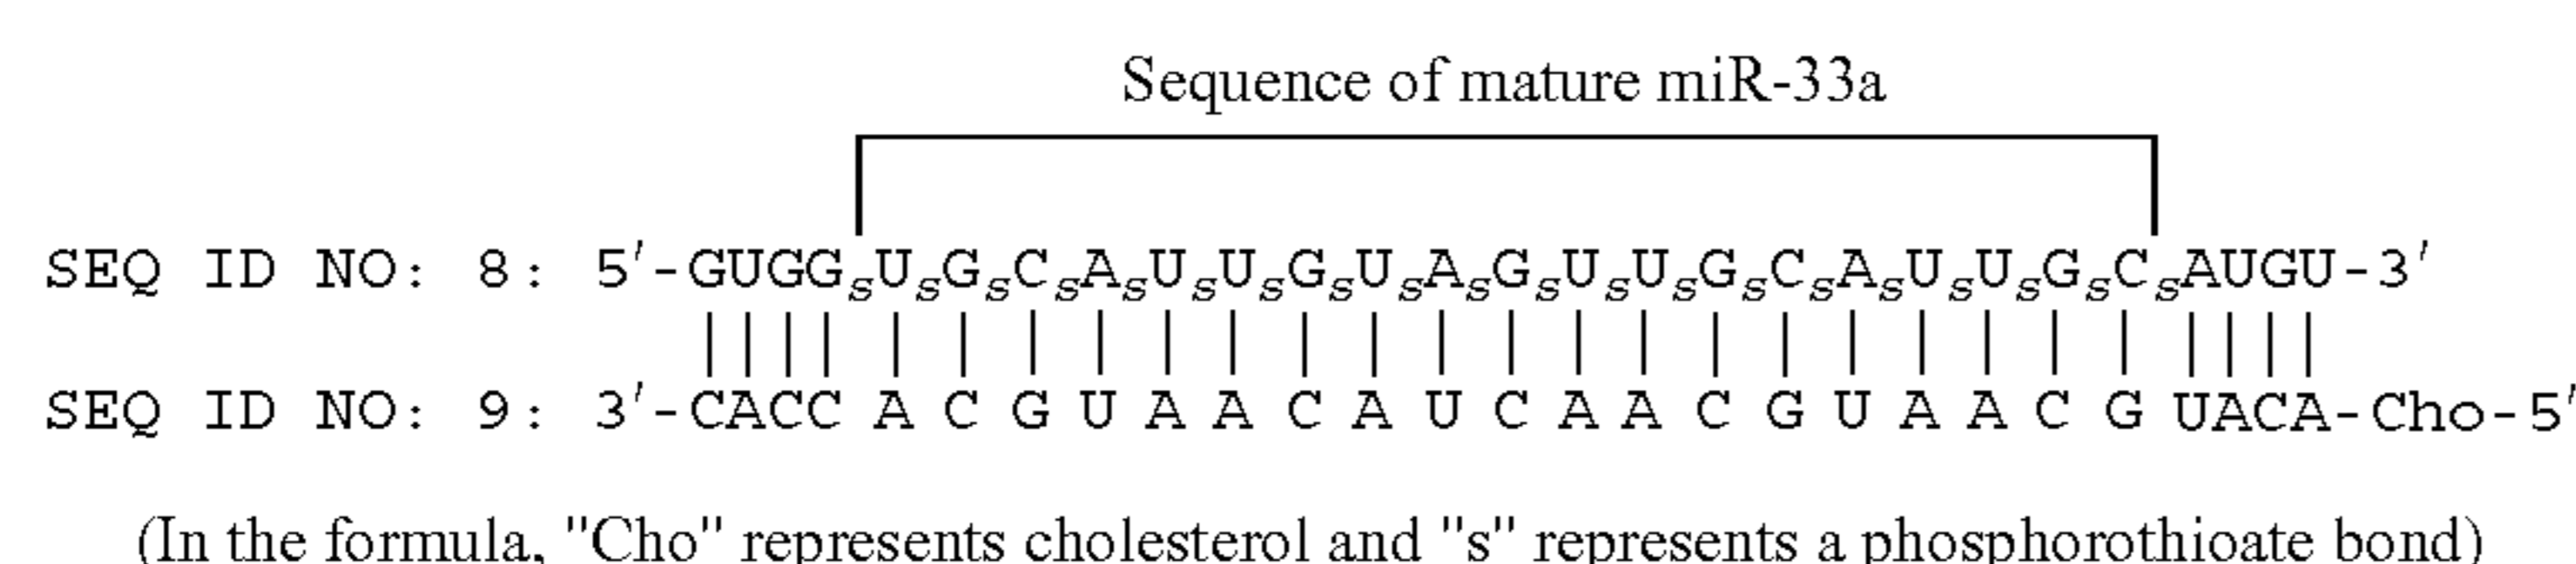 Sequence of mature miR-33a
SEQ ID NO: 8: 5'-GUGGsUsGsCsAsUsUsGsUsAsGsUsUsGsCsAsUsUsGsCsAUGU-3'
SEQ ID NO: 9: 3'-CACC A C G U A A C A U C A A C G U A A C G UACA-Cho-5'
(In the formula, "Cho" represents cholesterol and "s" represents a phosphorothioate bond)